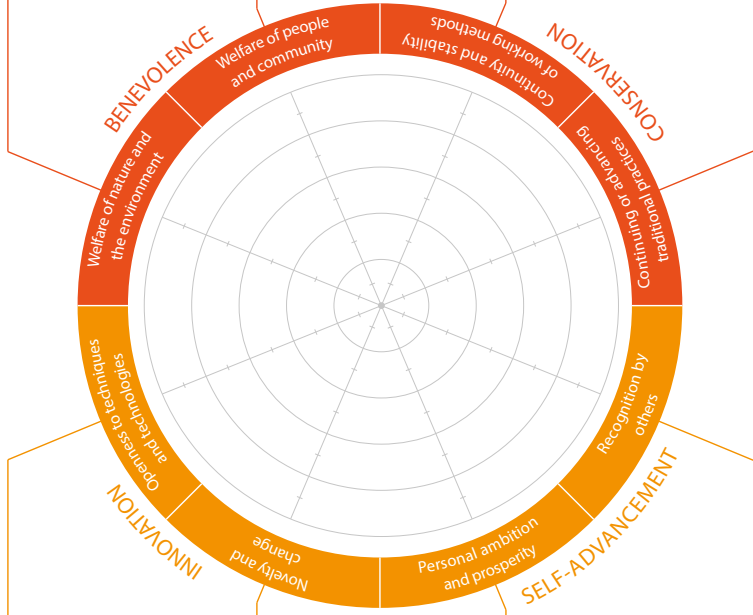 BENEVOLENCE
Welfare of people
and community
Continuity and stability
of working methods
CONSERVATION
Welfare of nature and
the environment
Continuing or advancing
traditional practices
Openness to techniques
and technologies
Recognition by
others
INNOVATION
Novelty and
change
Personal ambition
and prosperity
SELF-ADVANCEMENT